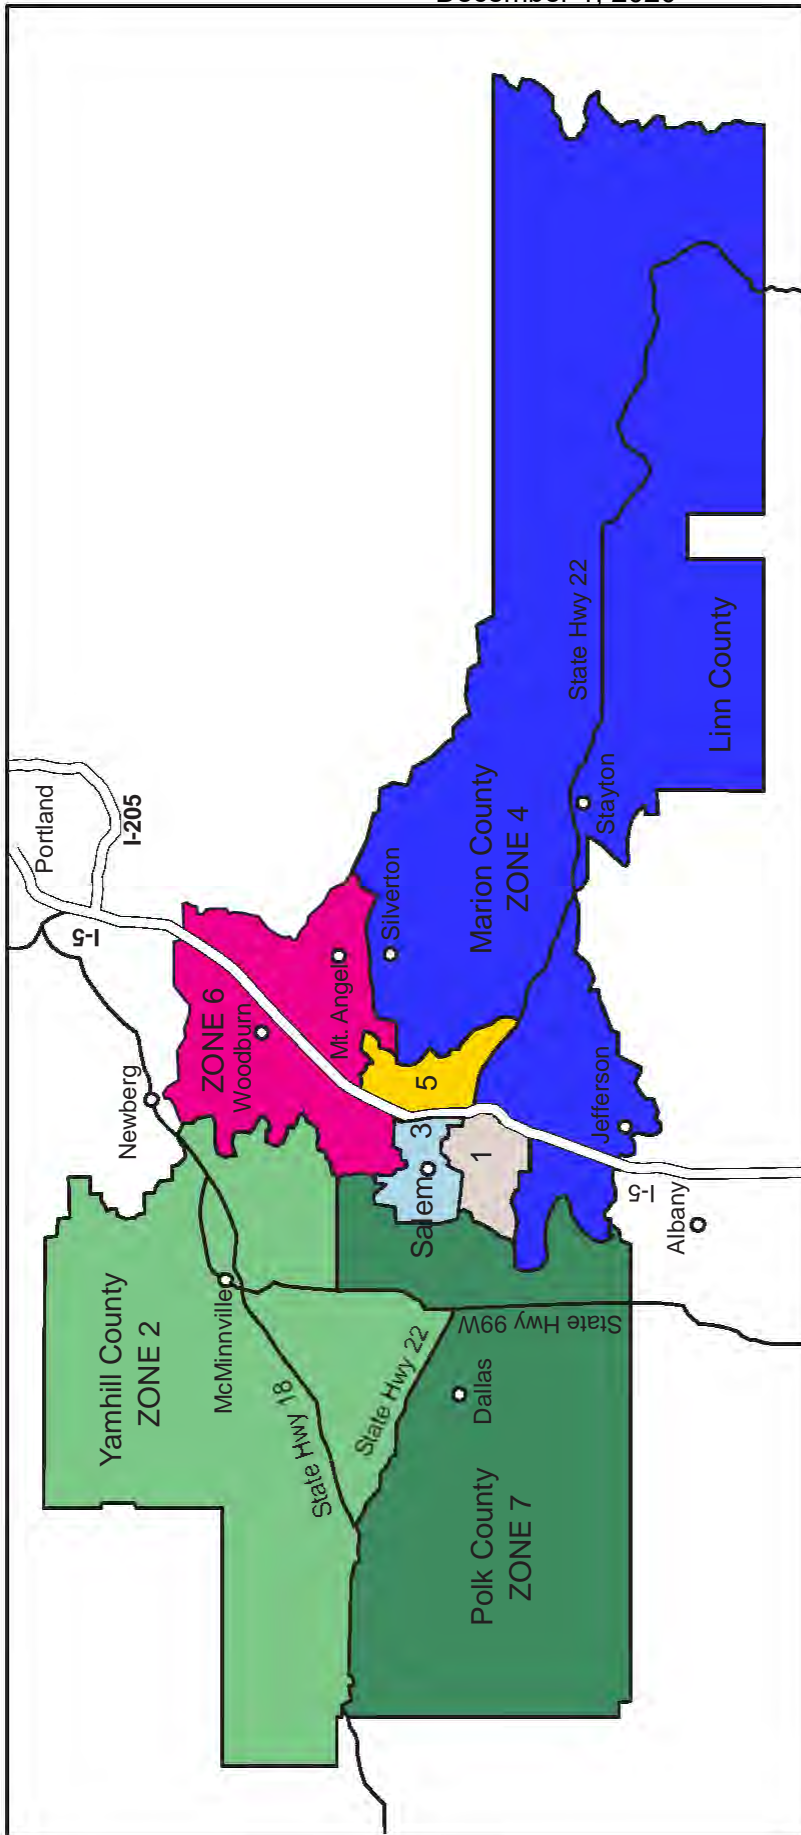 December
Portland
I-205
I-5
Newberg
Yamhill County
ZONE 2
McMinnville
State Hwy 18
State Hwy 22
ZONE 6
Woodburn
Mt. Angel
Silverton
Salem
3
5
1
Marion County
ZONE 4
Dallas
Polk County
ZONE 7
State Hwy 99W
State Hwy 22
Stayton
Jefferson
I-5
Albany
Linn County